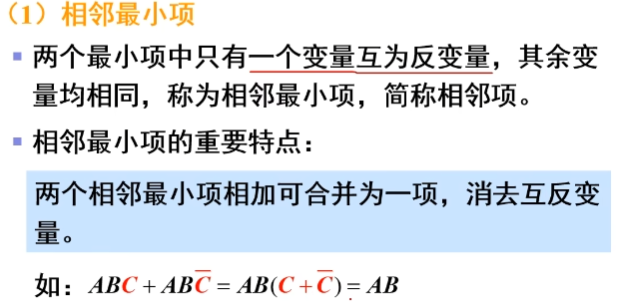 （1）相邻最小项
▪ 两个最小项中只有一个变量互为反变量，其余变
量均相同，称为相邻最小项，简称相邻项。
▪ 相邻最小项的重要特点：
两个相邻最小项相加可合并为一项，消去互反变
量。
如：ABC + ABC̅ = AB(C + C̅) = AB